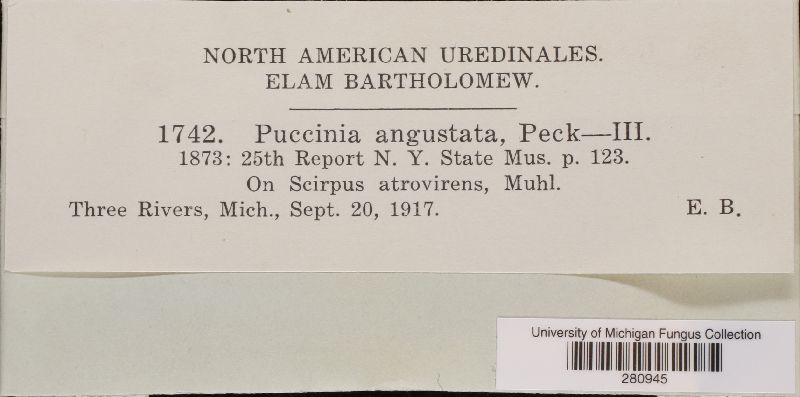 NORTH AMERICAN UREDINALES.
ELAM BARTHOLOMEW.
1742. Puccinia angustata, Peck—III.
1873: 25th Report N. Y. State Mus. p. 123.
On Scirpus atrovirens, Muhl.
Three Rivers, Mich., Sept. 20, 1917. E. B.
University of Michigan Fungus Collection
280945